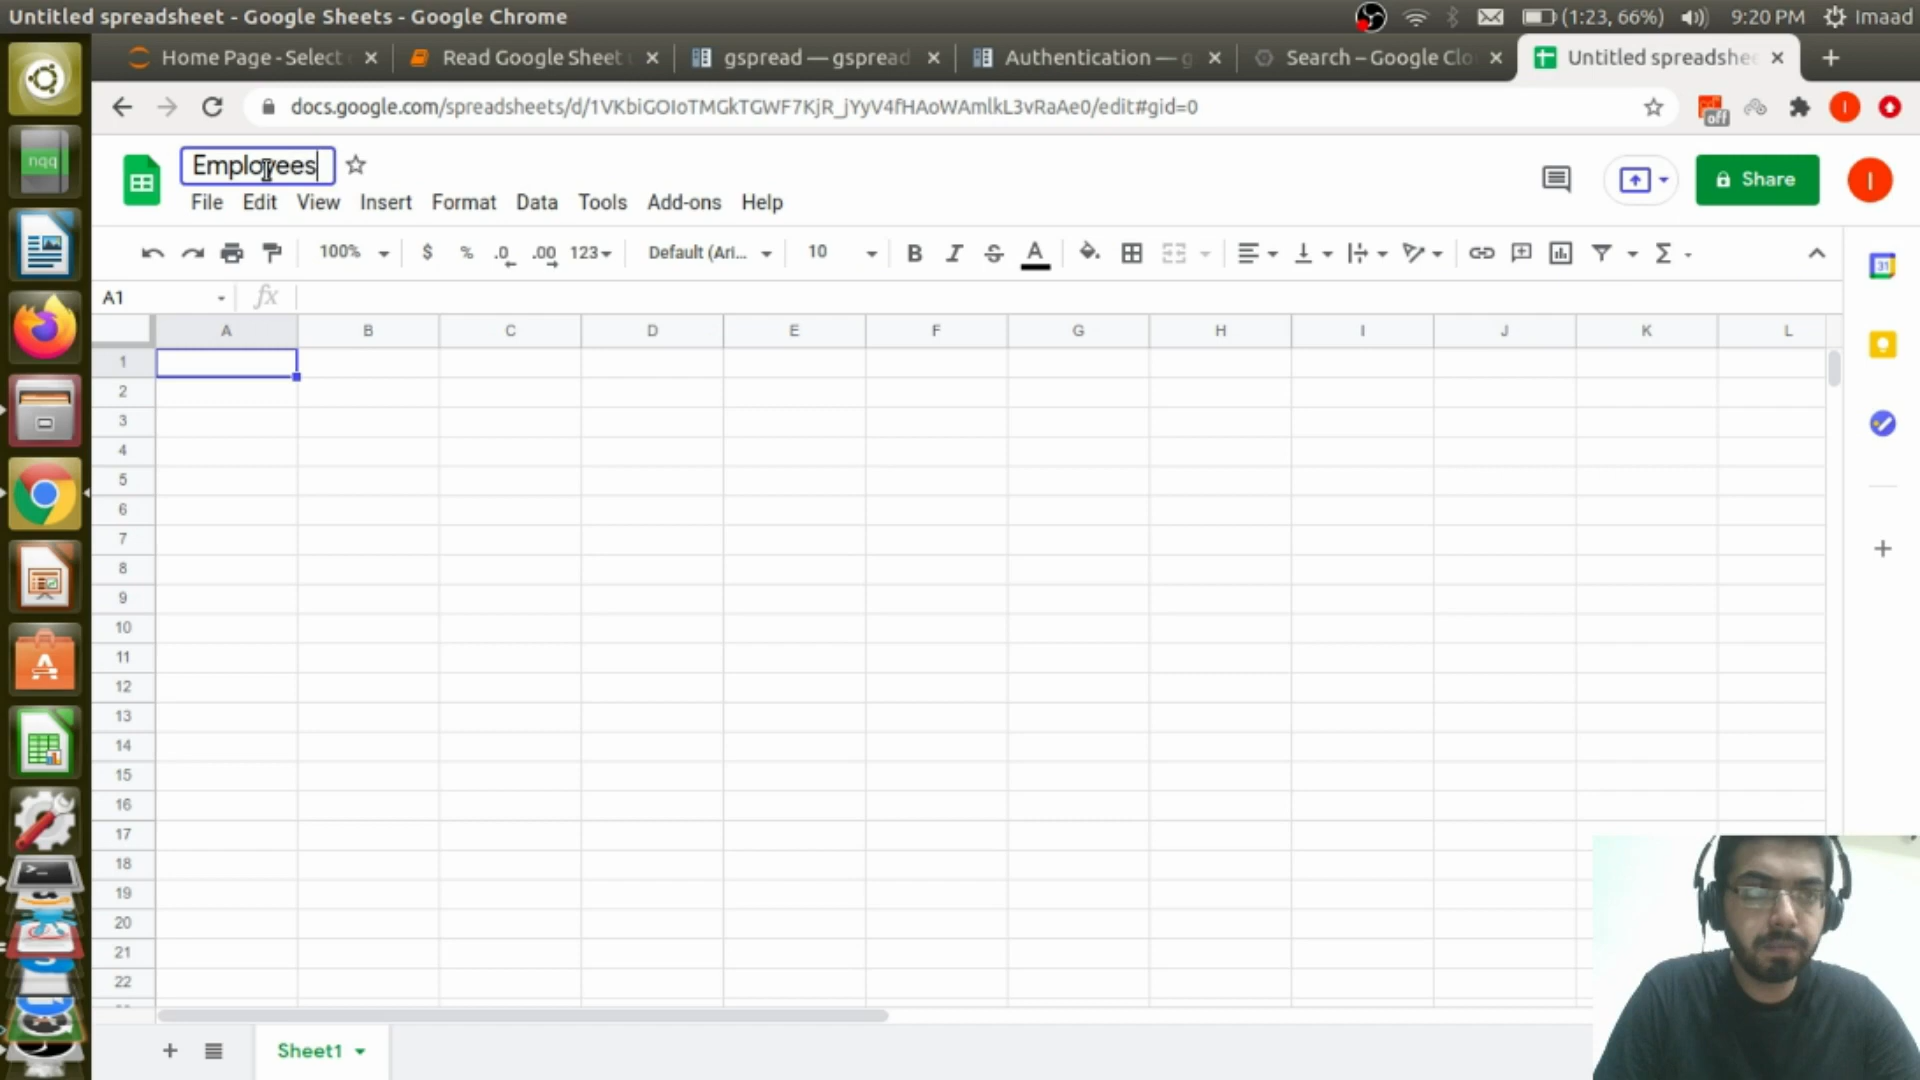 Untitled spreadsheet - Google Sheets - Google Chrome
(1:23, 66%) 9:20 PM Imaad
Home Page - Select Read Google Sheet gspread — gspread Authentication — g Search – Google Clo Untitled spreadshee
docs.google.com/spreadsheets/d/1VKbiGOIoTMGkTGWF7KjR_jYyV4fHAoWAmlkL3vRaAe0/edit#gid=0
off
I
nqq
Employees
Share
I
File Edit View Insert Format Data Tools Add-ons Help
100% $ % .0 .00 123 Default (Ari... 10 B I S A Σ
31
A1 fx
A B C D E F G H I J K L
1
2
3
4
5
6
7
8
9
10
11
12
13
14
15
16
17
18
19
20
21
22
Sheet1